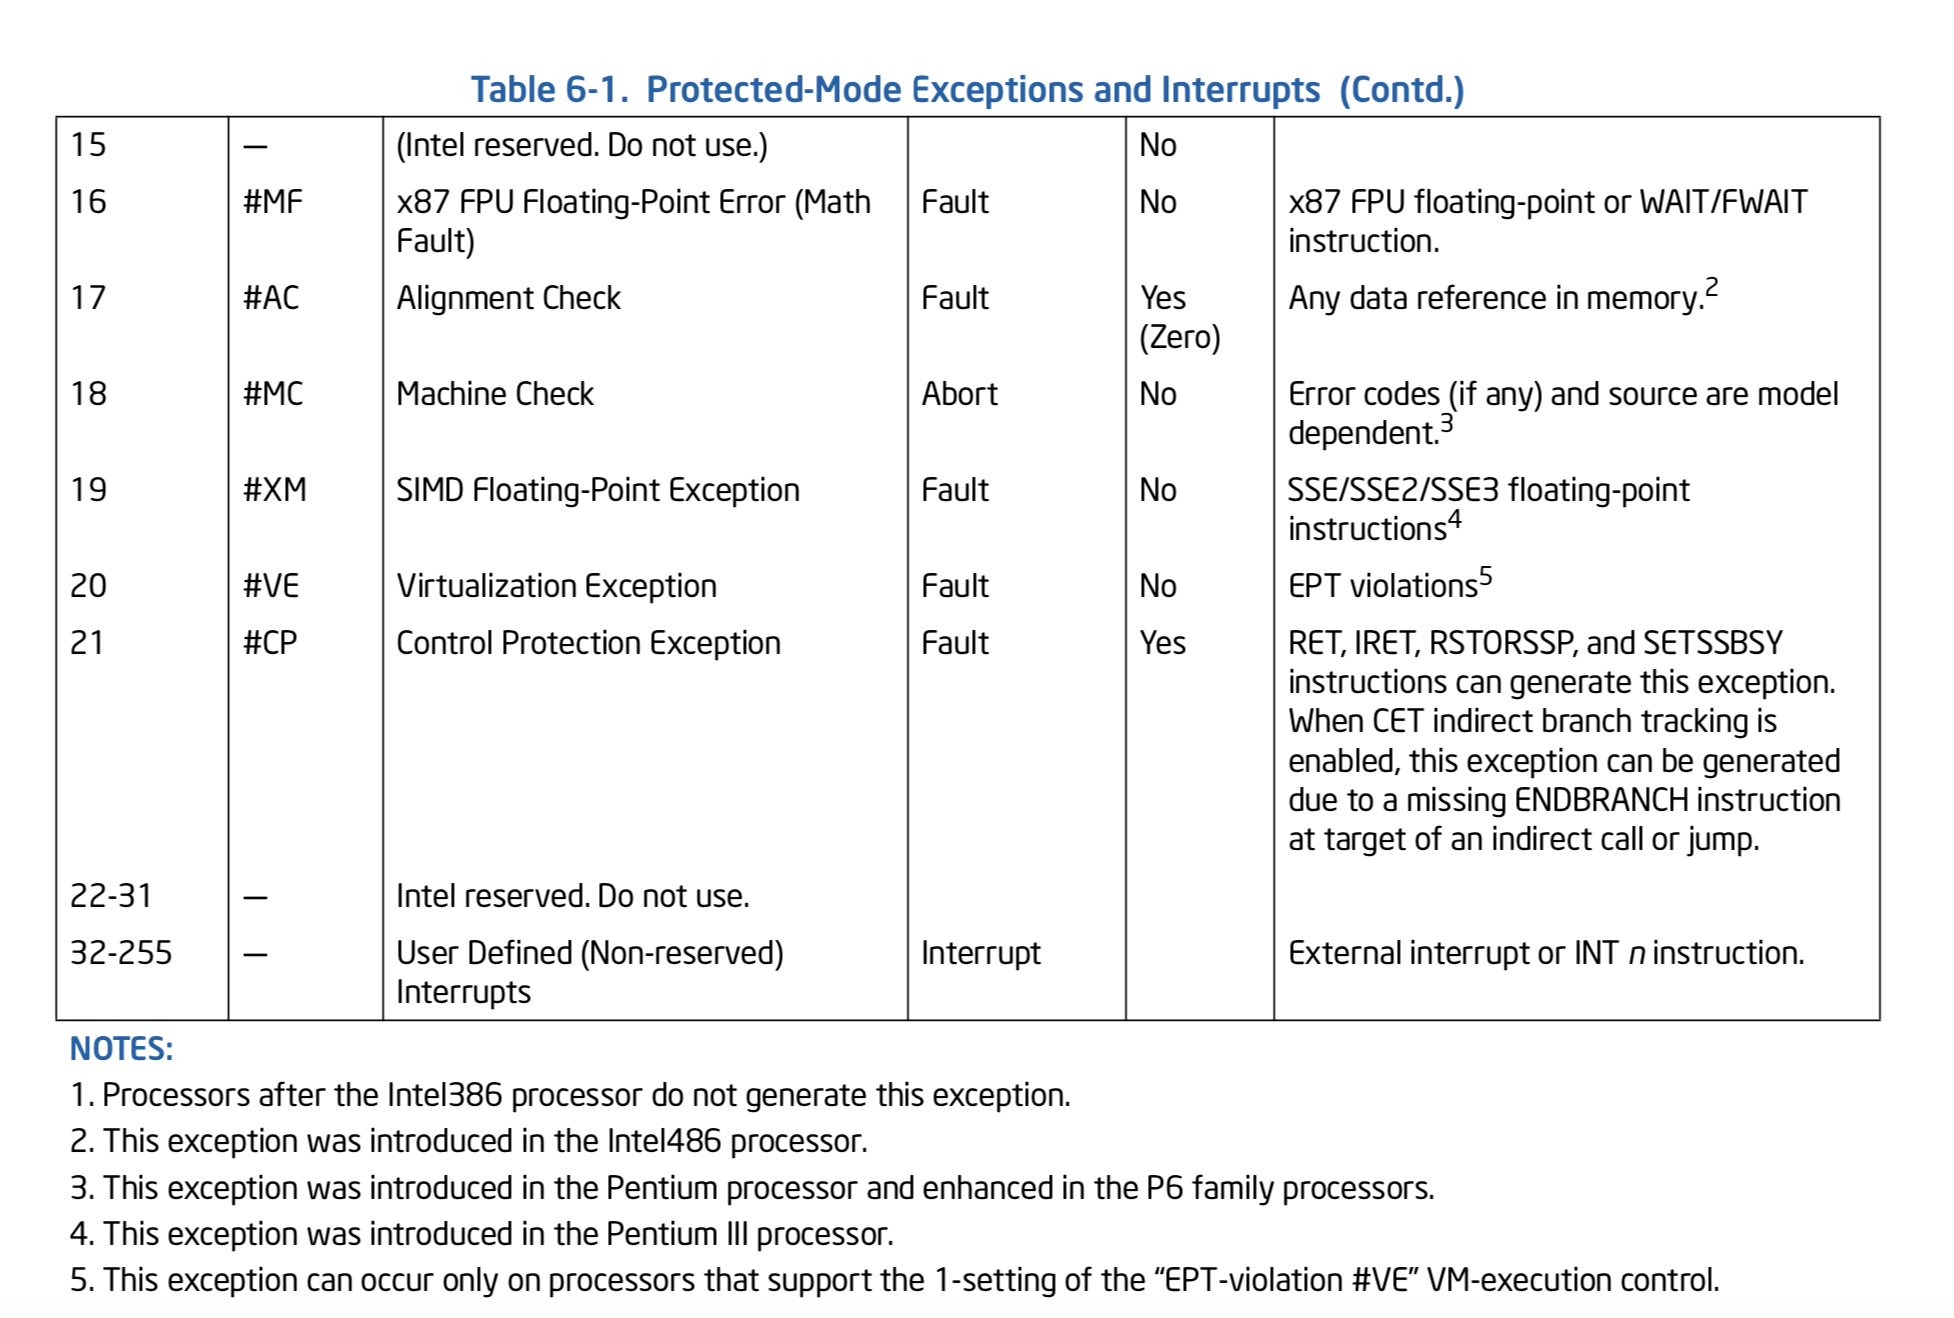 Table 6-1. Protected-Mode Exceptions and Interrupts (Contd.)
15 — (Intel reserved. Do not use.) No
16 #MF x87 FPU Floating-Point Error (Math Fault No x87 FPU floating-point or WAIT/FWAIT
Fault) instruction.
17 #AC Alignment Check Fault Yes Any data reference in memory.2
(Zero)
18 #MC Machine Check Abort No Error codes (if any) and source are model
dependent.3
19 #XM SIMD Floating-Point Exception Fault No SSE/SSE2/SSE3 floating-point
instructions4
20 #VE Virtualization Exception Fault No EPT violations5
21 #CP Control Protection Exception Fault Yes RET, IRET, RSTORSSP, and SETSSBSY
instructions can generate this exception.
When CET indirect branch tracking is
enabled, this exception can be generated
due to a missing ENDBRANCH instruction
at target of an indirect call or jump.
22-31 — Intel reserved. Do not use.
32-255 — User Defined (Non-reserved) Interrupt External interrupt or INT n instruction.
Interrupts
NOTES:
1. Processors after the Intel386 processor do not generate this exception.
2. This exception was introduced in the Intel486 processor.
3. This exception was introduced in the Pentium processor and enhanced in the P6 family processors.
4. This exception was introduced in the Pentium III processor.
5. This exception can occur only on processors that support the 1-setting of the “EPT-violation #VE” VM-execution control.